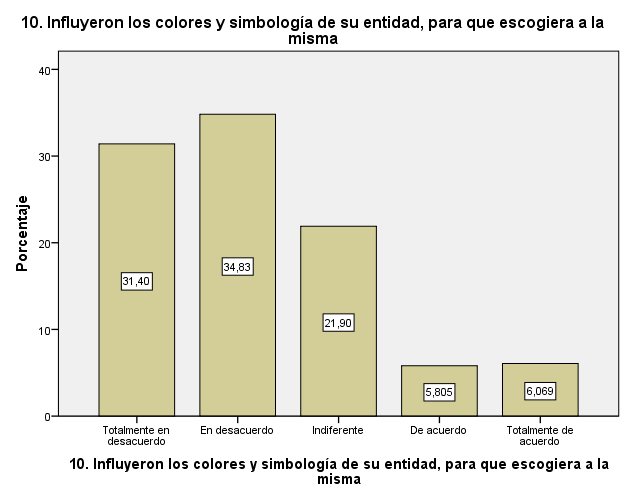 10. Influyeron los colores y simbología de su entidad, para que escogiera a la
misma
40
30
20
10
0
Porcentaje
31,40
34,83
21,90
5,805
6,069
Totalmente en
desacuerdo
En desacuerdo
Indiferente
De acuerdo
Totalmente de
acuerdo
10. Influyeron los colores y simbología de su entidad, para que escogiera a la
misma